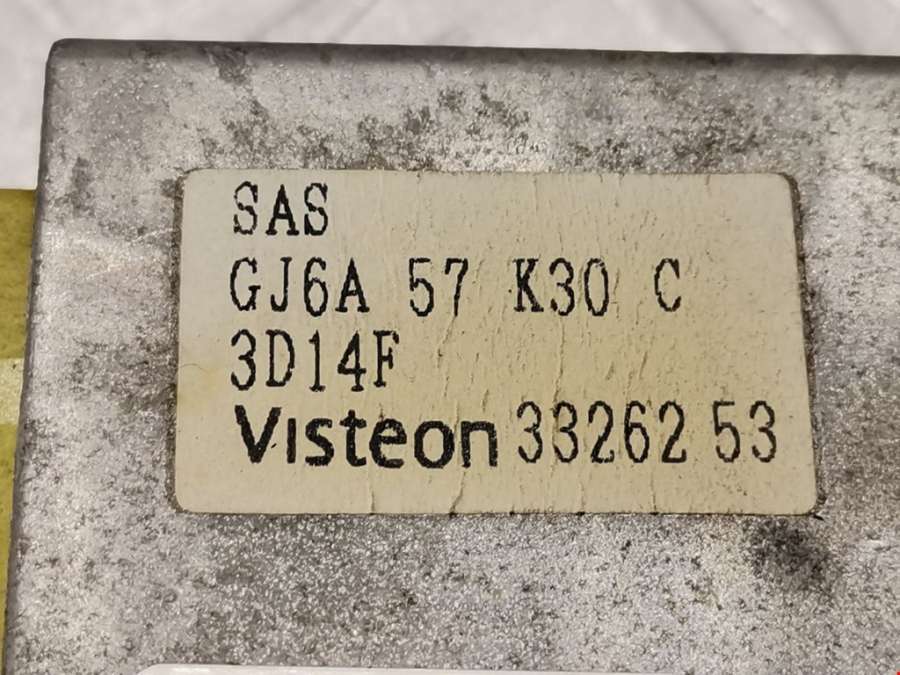 SAS
GJ6A 57 K30 C
3D14F
Visteon 33262 53